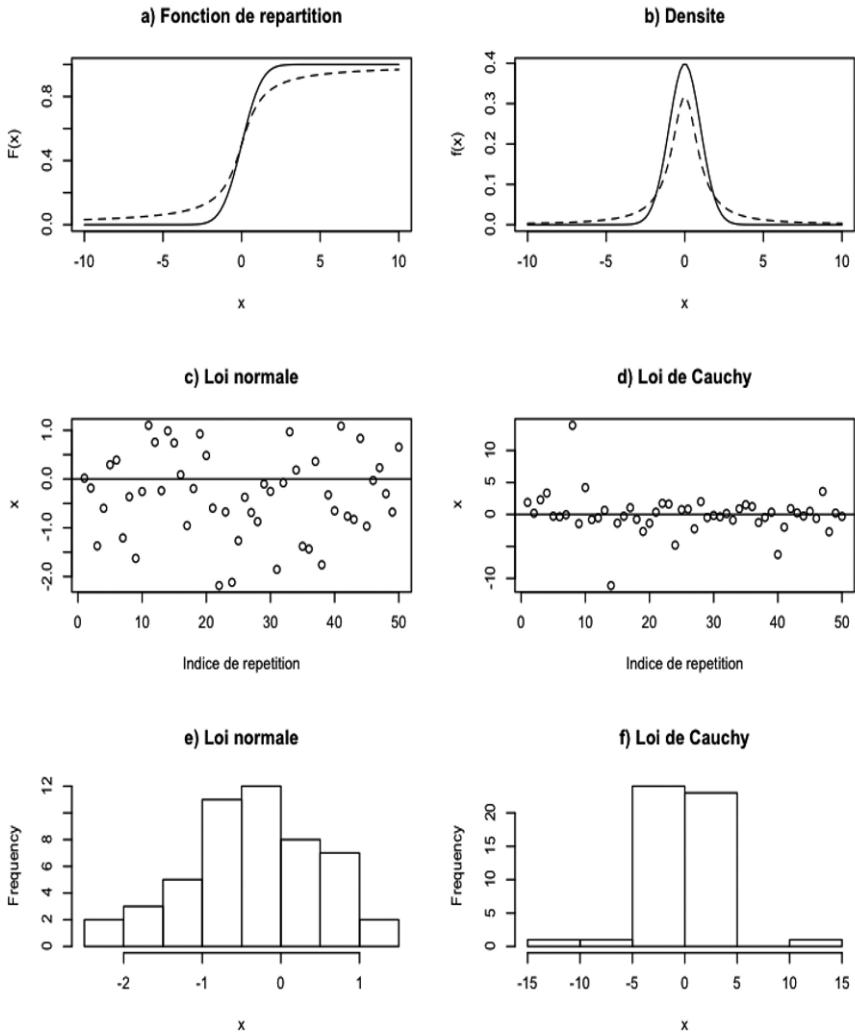 a) Fonction de repartition
F(x)
0.0 0.4 0.8
-10 -5 0 5 10
x
b) Densite
f(x)
0.0 0.1 0.2 0.3 0.4
-10 -5 0 5 10
x
c) Loi normale
x
-2.0 -1.0 0.0 1.0
0 10 20 30 40 50
Indice de repetition
d) Loi de Cauchy
x
-10 0 5 10
0 10 20 30 40 50
Indice de repetition
e) Loi normale
Frequency
0 2 4 6 8 12
-2 -1 0 1
x
f) Loi de Cauchy
Frequency
0 5 10 20
-15 -10 -5 0 5 10 15
x